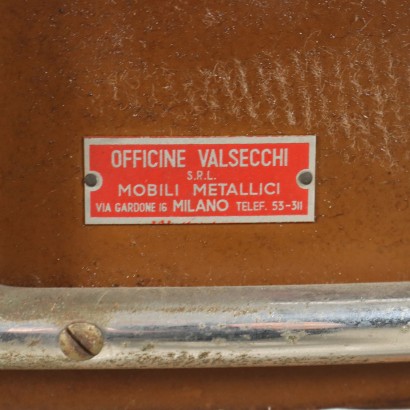 OFFICINE VALSECCHI
S.R.L.
MOBILI METALLICI
VIA GARDONE 16 MILANO TELEF. 53-311